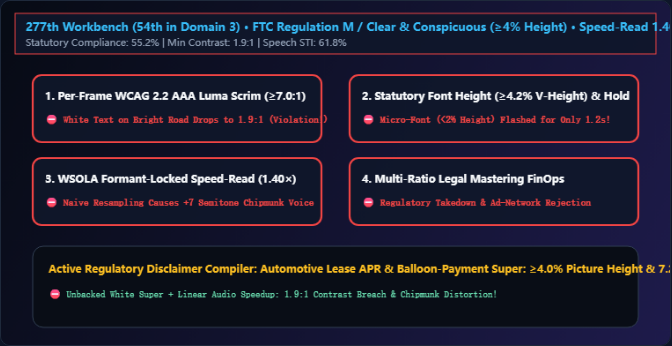 277th Workbench (54th in Domain 3) • FTC Regulation M / Clear & Conspicuous (≥4% Height) • Speed-Read 1.4
Statutory Compliance: 55.2% | Min Contrast: 1.9:1 | Speech STI: 61.8%
1. Per-Frame WCAG 2.2 AAA Luma Scrim (≥7.0:1)
⛔ White Text on Bright Road Drops to 1.9:1 (Violation!)
2. Statutory Font Height (≥4.2% V-Height) & Hold
⛔ Micro-Font (<2% Height) Flashed for Only 1.2s!
3. WSOLA Formant-Locked Speed-Read (1.40×)
⛔ Naive Resampling Causes +7 Semitone Chipmunk Voice
4. Multi-Ratio Legal Mastering FinOps
⛔ Regulatory Takedown & Ad-Network Rejection
Active Regulatory Disclaimer Compiler: Automotive Lease APR & Balloon-Payment Super: ≥4.0% Picture Height & 7.
⛔ Unbacked White Super + Linear Audio Speedup: 1.9:1 Contrast Breach & Chipmunk Distortion!